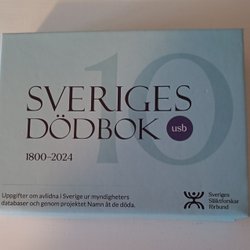 10
SVERIGES
DÖDBOK
usb
1800–2024
Uppgifter om avlidna i Sverige ur myndigheters
databaser och genom projektet Namn åt de döda.
Sveriges
Släktforskar
förbund